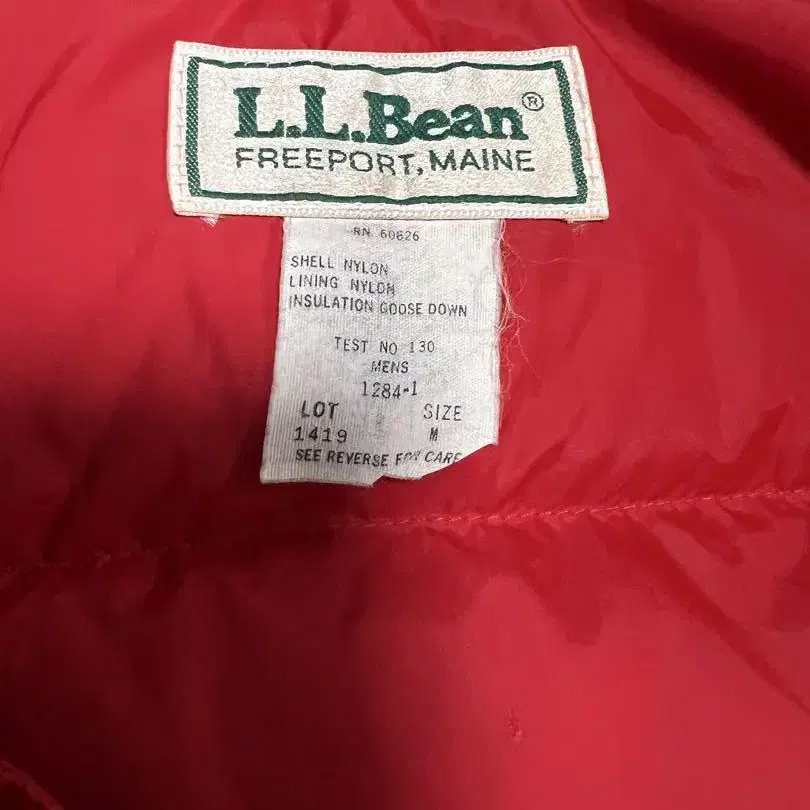 L.L.Bean®
FREEPORT, MAINE
RN 60626
SHELL NYLON
LINING NYLON
INSULATION GOOSE DOWN
TEST NO 130
MENS
1284-1
LOT SIZE
1419 M
SEE REVERSE FOR CARE